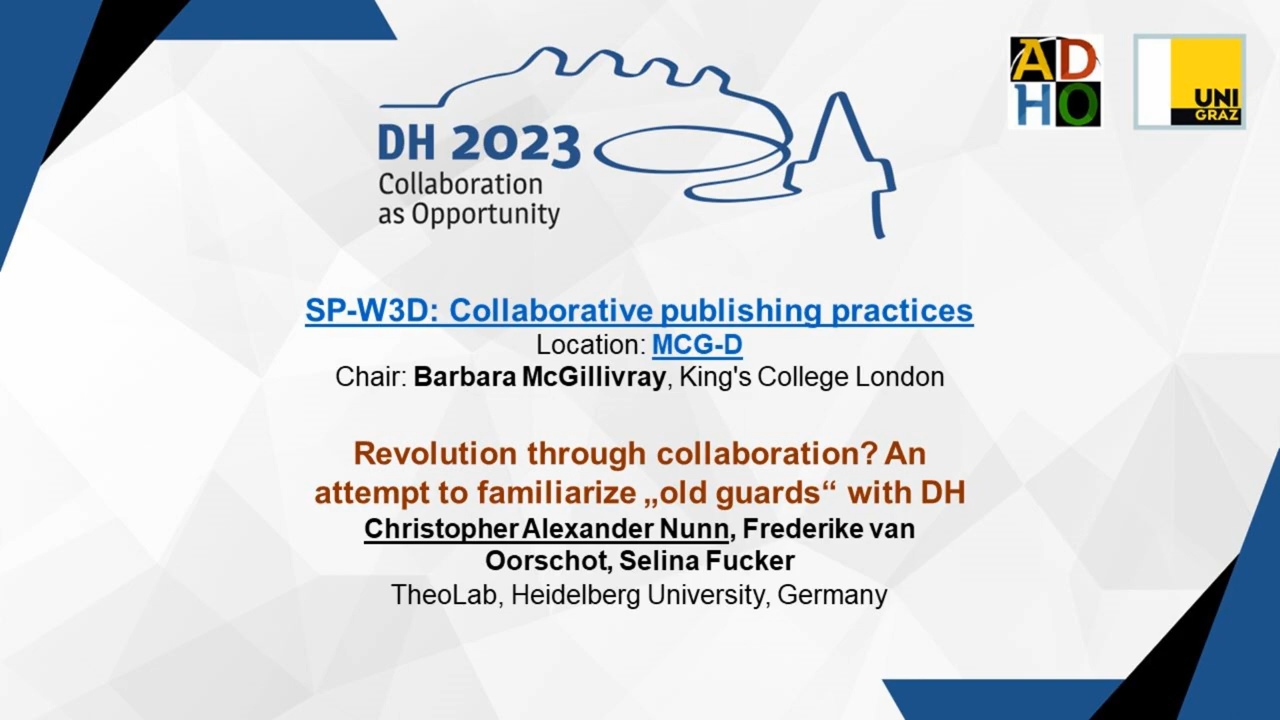 DH 2023
Collaboration
as Opportunity
AD
HO
UNI
GRAZ
SP-W3D: Collaborative publishing practices
Location: MCG-D
Chair: Barbara McGillivray, King's College London
Revolution through collaboration? An
attempt to familiarize „old guards“ with DH
Christopher Alexander Nunn, Frederike van
Oorschot, Selina Fucker
TheoLab, Heidelberg University, Germany